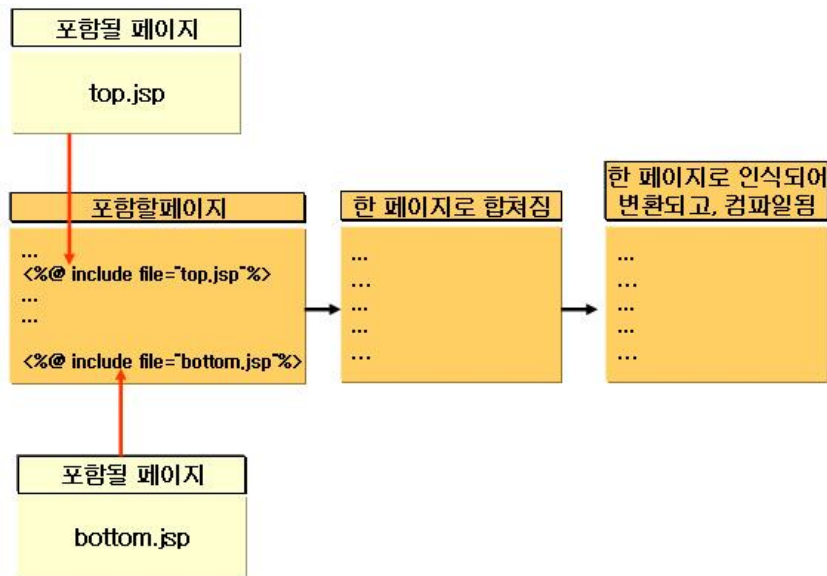 포함될 페이지
top.jsp
포함할페이지
...
<%@ include file="top.jsp"%>
...
...
<%@ include file="bottom.jsp"%>
한 페이지로 합쳐짐
...
...
...
...
...
한 페이지로 인식되어
변환되고, 컴파일됨
...
...
...
...
...
포함될 페이지
bottom.jsp